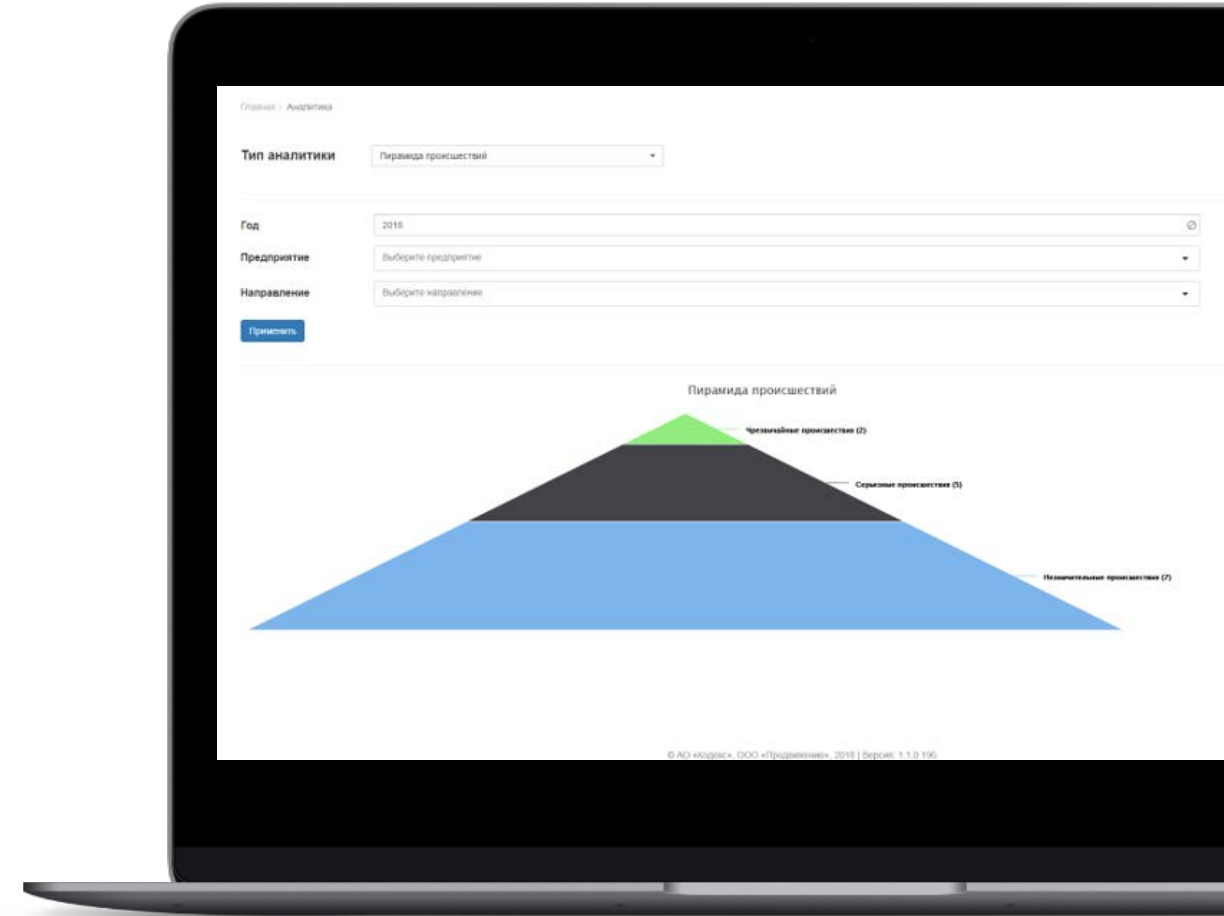 Главная / Аналитика
Тип аналитики
Пирамида происшествий
Год
2018
Предприятие
Выберите предприятие
Направление
Выберите направление
Применить
Пирамида происшествий
Чрезвычайные происшествия (2)
Серьезные происшествия (5)
Незначительные происшествия (7)
© АО «Кодекс», ООО «Продвижение», 2018 | Версия: 1.1.0.196